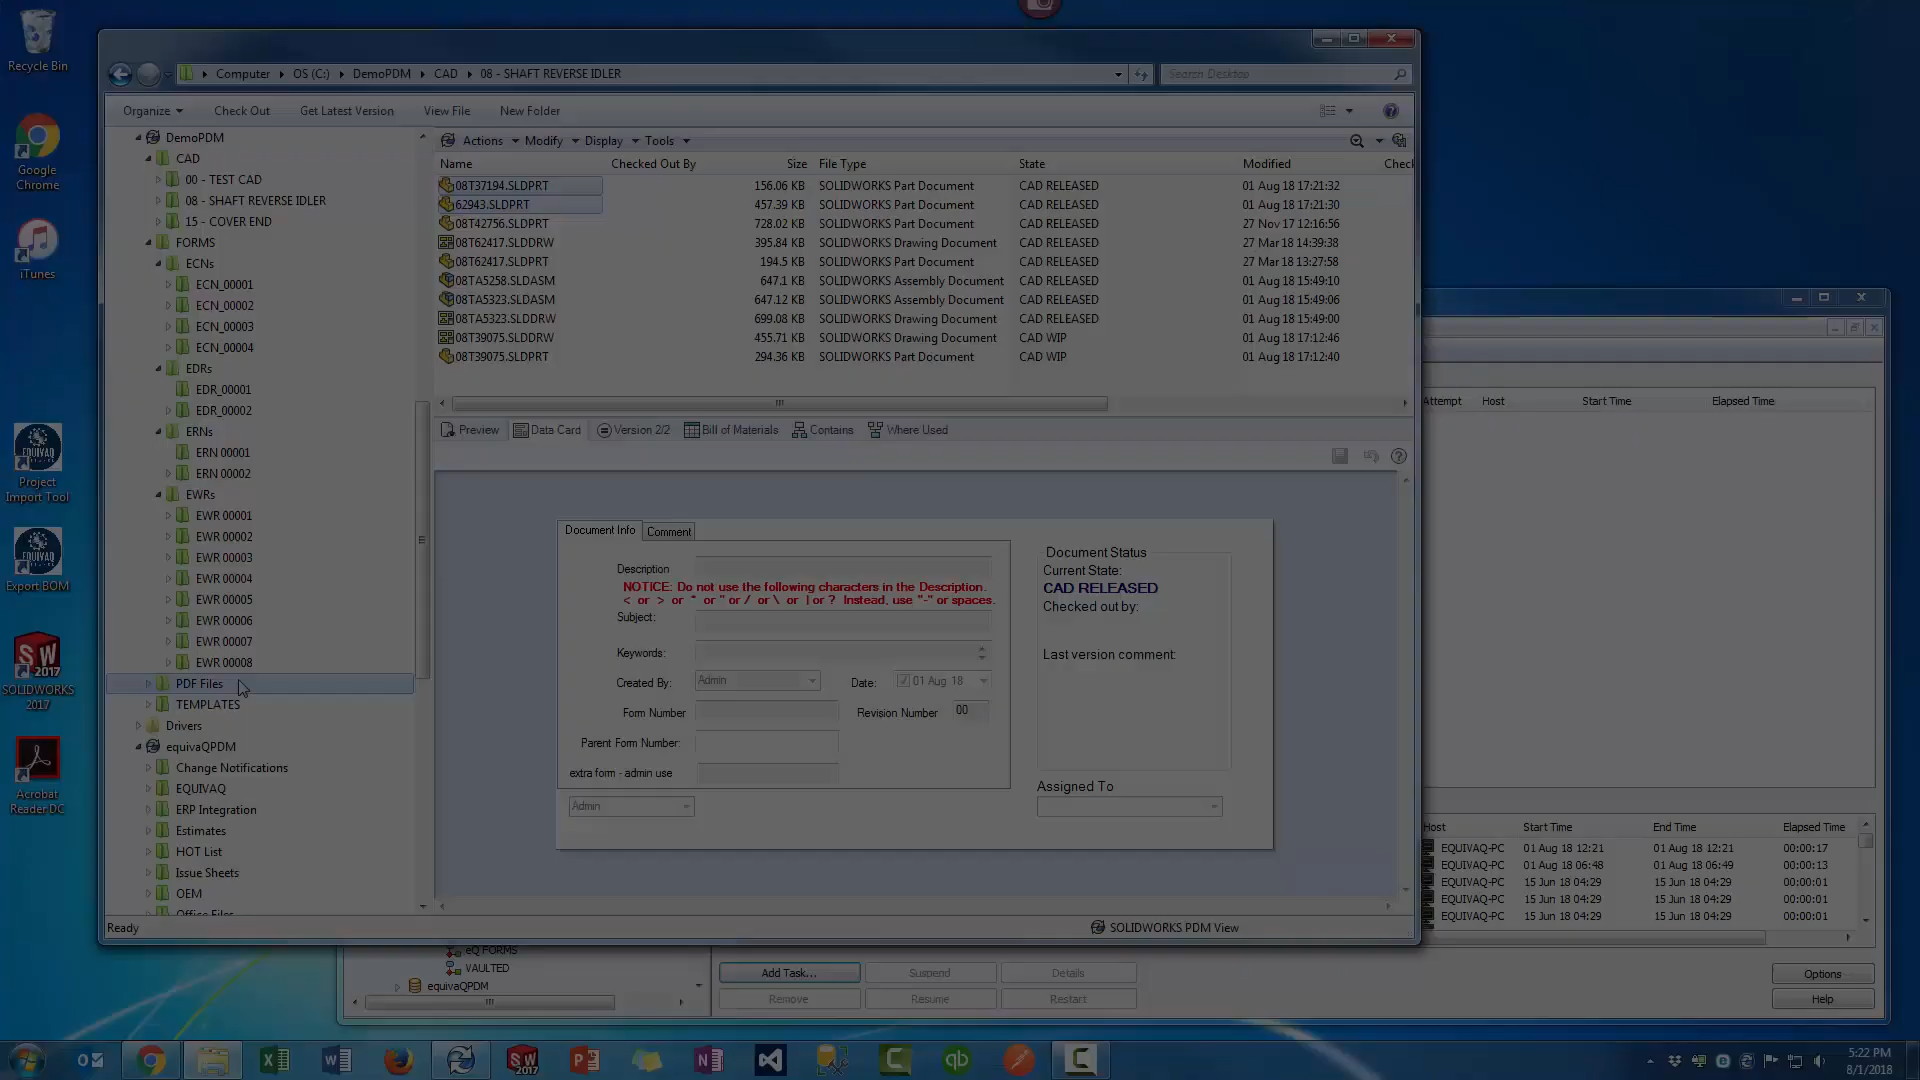 Recycle Bin
Google
Chrome
iTunes
EQUIVAQ
Project
Import Tool
EQUIVAQ
Export BOM
SW
2017
SOLIDWORKS
2017
Acrobat
Reader DC
Computer OS (C:) DemoPDM CAD 08 - SHAFT REVERSE IDLER
Search Desktop
Organize Check Out Get Latest Version View File New Folder
DemoPDM
CAD
00 - TEST CAD
08 - SHAFT REVERSE IDLER
15 - COVER END
FORMS
ECNs
ECN_00001
ECN_00002
ECN_00003
ECN_00004
EDRs
EDR_00001
EDR_00002
ERNs
ERN 00001
ERN 00002
EWRs
EWR 00001
EWR 00002
EWR 00003
EWR 00004
EWR 00005
EWR 00006
EWR 00007
EWR 00008
PDF Files
TEMPLATES
Drivers
equivaQPDM
Change Notifications
EQUIVAQ
ERP Integration
Estimates
HOT List
Issue Sheets
OEM
Office Files
Actions Modify Display Tools
Name Checked Out By Size File Type State Modified Check
08T37194.SLDPRT 156.06 KB SOLIDWORKS Part Document CAD RELEASED 01 Aug 18 17:21:32
62943.SLDPRT 457.39 KB SOLIDWORKS Part Document CAD RELEASED 01 Aug 18 17:21:30
08T42756.SLDPRT 728.02 KB SOLIDWORKS Part Document CAD RELEASED 27 Nov 17 12:16:56
08T62417.SLDDRW 395.84 KB SOLIDWORKS Drawing Document CAD RELEASED 27 Mar 18 14:39:38
08T62417.SLDPRT 194.5 KB SOLIDWORKS Part Document CAD RELEASED 27 Mar 18 13:27:58
08TA5258.SLDASM 647.1 KB SOLIDWORKS Assembly Document CAD RELEASED 01 Aug 18 15:49:10
08TA5323.SLDASM 647.12 KB SOLIDWORKS Assembly Document CAD RELEASED 01 Aug 18 15:49:06
08TA5323.SLDDRW 699.08 KB SOLIDWORKS Drawing Document CAD RELEASED 01 Aug 18 15:49:00
08T39075.SLDDRW 455.71 KB SOLIDWORKS Drawing Document CAD WIP 01 Aug 18 17:12:46
08T39075.SLDPRT 294.36 KB SOLIDWORKS Part Document CAD WIP 01 Aug 18 17:12:40
Preview Data Card Version 2/2 Bill of Materials Contains Where Used
Document Info Comment
Description
NOTICE: Do not use the following characters in the Description.
< or > or * or " or / or \ or | or ? Instead, use "-" or spaces.
Subject:
Keywords:
Created By: Admin Date: 01 Aug 18
Form Number Revision Number 00
Parent Form Number:
extra form - admin use
Admin
Document Status
Current State:
CAD RELEASED
Checked out by:
Last version comment:
Assigned To
Ready
SOLIDWORKS PDM View
Attempt Host Start Time Elapsed Time
Host Start Time End Time Elapsed Time
EQUIVAQ-PC 01 Aug 18 12:21 01 Aug 18 12:21 00:00:17
EQUIVAQ-PC 01 Aug 18 06:48 01 Aug 18 06:49 00:00:13
EQUIVAQ-PC 15 Jun 18 04:29 15 Jun 18 04:29 00:00:01
EQUIVAQ-PC 15 Jun 18 04:29 15 Jun 18 04:29 00:00:01
EQUIVAQ-PC 15 Jun 18 04:29 15 Jun 18 04:29 00:00:01
eQ FORMS
VAULTED
equivaQPDM
Add Task... Suspend Details
Remove Resume Restart
Options
Help
5:22 PM
8/1/2018